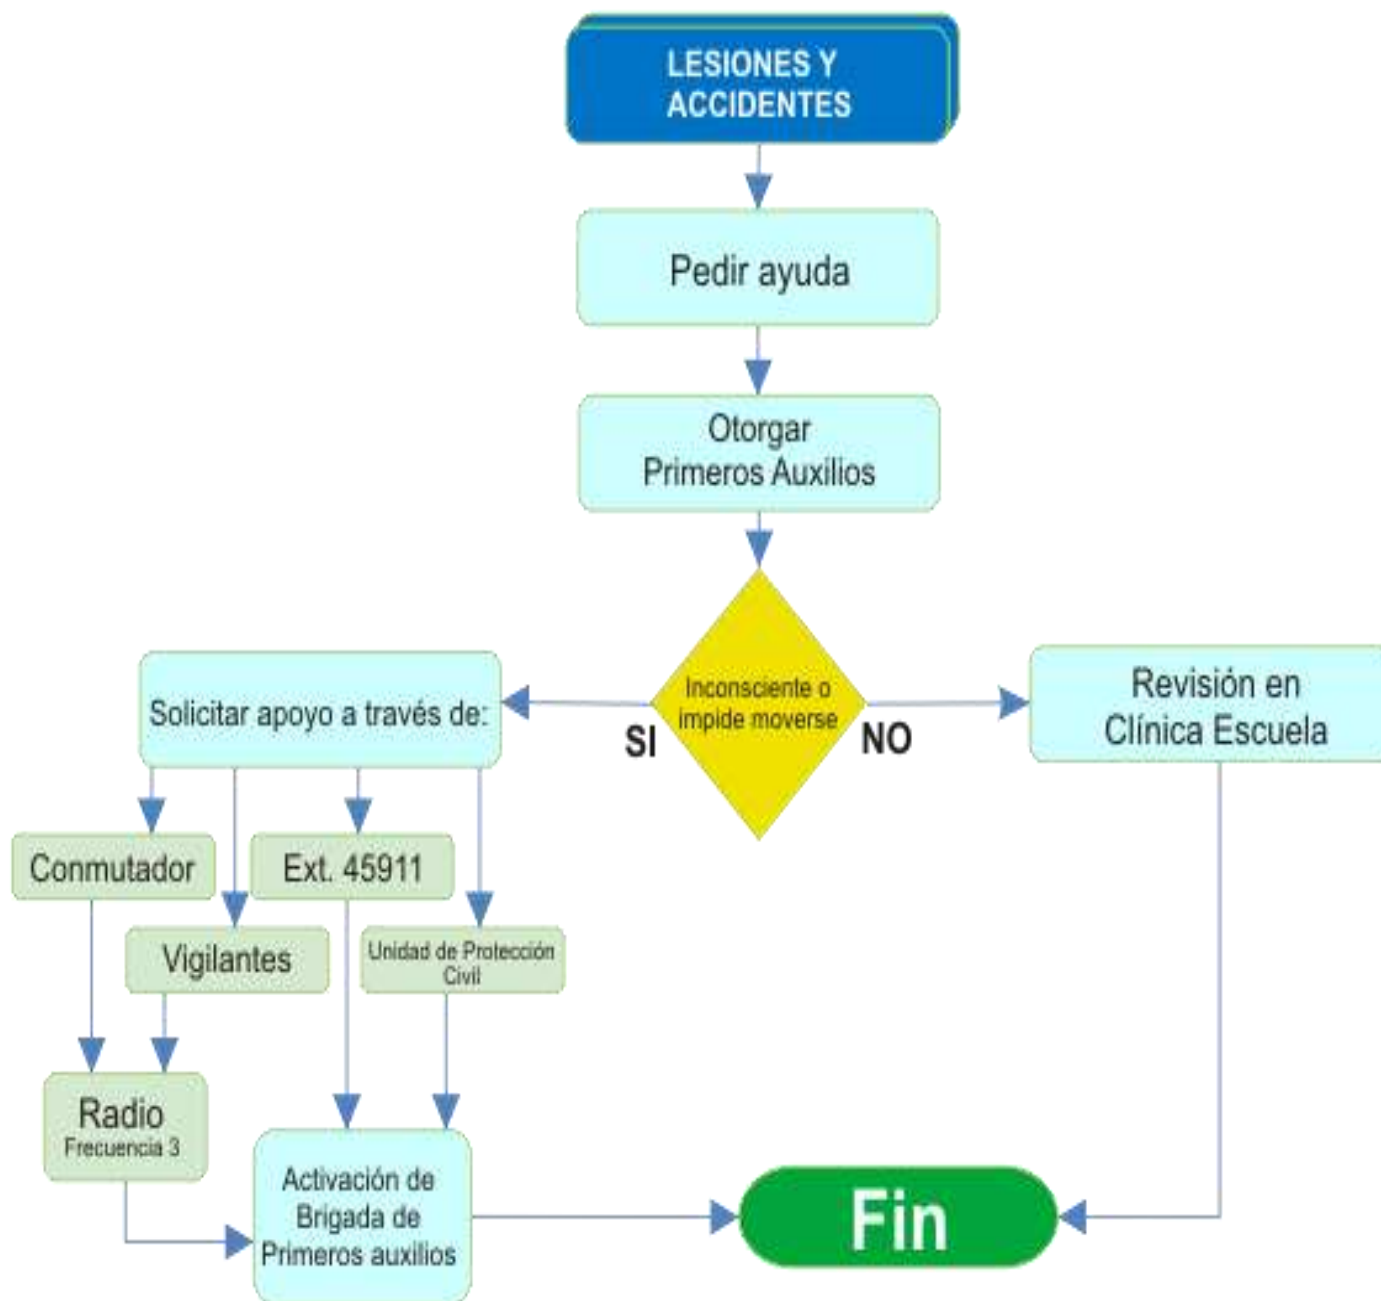 LESIONES Y
ACCIDENTES
Pedir ayuda
Otorgar
Primeros Auxilios
Inconsciente o
impide moverse
SI
NO
Solicitar apoyo a través de:
Revisión en
Clínica Escuela
Conmutador
Ext. 45911
Vigilantes
Unidad de Protección
Civil
Radio
Frecuencia 3
Activación de
Brigada de
Primeros auxilios
Fin